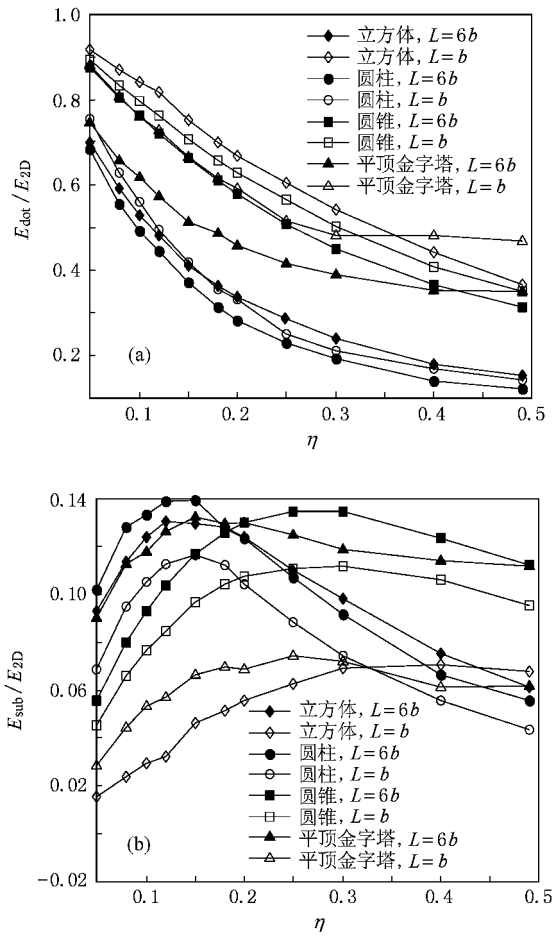 1.0
0.8
0.6
0.4
0.2
E_dot/E_2D
立方体, L=6b
立方体, L=b
圆柱, L=6b
圆柱, L=b
圆锥, L=6b
圆锥, L=b
平顶金字塔, L=6b
平顶金字塔, L=b
(a)
0.1 0.2 0.3 0.4 0.5
η
0.14
0.10
0.06
0.02
−0.02
E_sub/E_2D
立方体, L=6b
立方体, L=b
圆柱, L=6b
圆柱, L=b
圆锥, L=6b
圆锥, L=b
平顶金字塔, L=6b
平顶金字塔, L=b
(b)
0.1 0.2 0.3 0.4 0.5
η